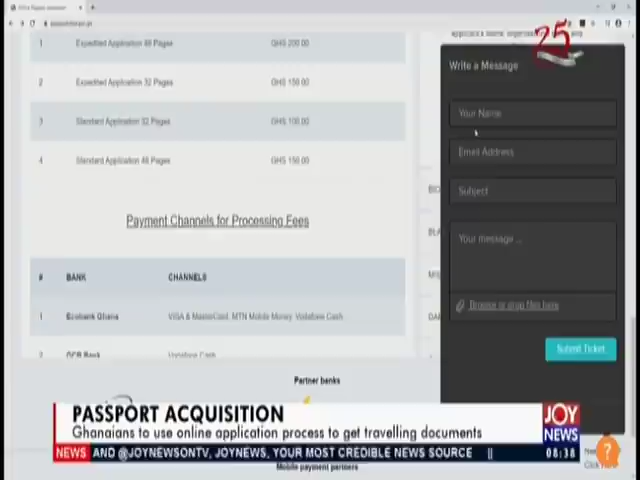 25
1 Expedited Application 48 Pages GHS 200.00
2 Expedited Application 32 Pages GHS 150.00
3 Standard Application 32 Pages GHS 100.00
4 Standard Application 48 Pages GHS 150.00
Payment Channels for Processing Fees
# BANK CHANNELS
1 Ecobank Ghana VISA & MasterCard, MTN Mobile Money, Vodafone Cash
2 GCB Bank Vodafone Cash
Write a Message
Your Name
Email Address
Subject
Your message ...
Browse or drop files here
Submit Ticket
Partner banks
PASSPORT ACQUISITION
Ghanaians to use online application process to get travelling documents
JOY NEWS
NEWS AND @JOYNEWSONTV, JOYNEWS, YOUR MOST CREDIBLE NEWS SOURCE ||
08:38
?
Mobile payment partners